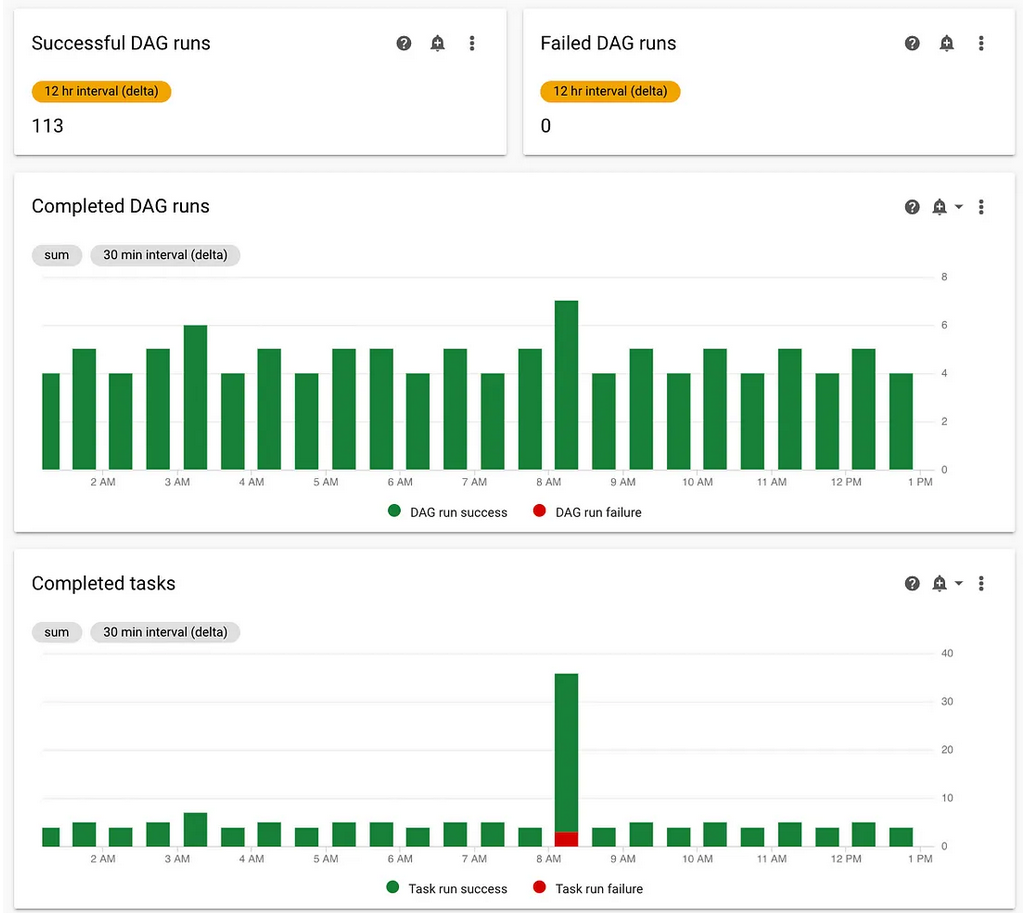 Successful DAG runs
12 hr interval (delta)
113
Failed DAG runs
12 hr interval (delta)
0
Completed DAG runs
sum 30 min interval (delta)
8
6
4
2
0
2 AM 3 AM 4 AM 5 AM 6 AM 7 AM 8 AM 9 AM 10 AM 11 AM 12 PM 1 PM
DAG run success DAG run failure
Completed tasks
sum 30 min interval (delta)
40
30
20
10
0
2 AM 3 AM 4 AM 5 AM 6 AM 7 AM 8 AM 9 AM 10 AM 11 AM 12 PM 1 PM
Task run success Task run failure